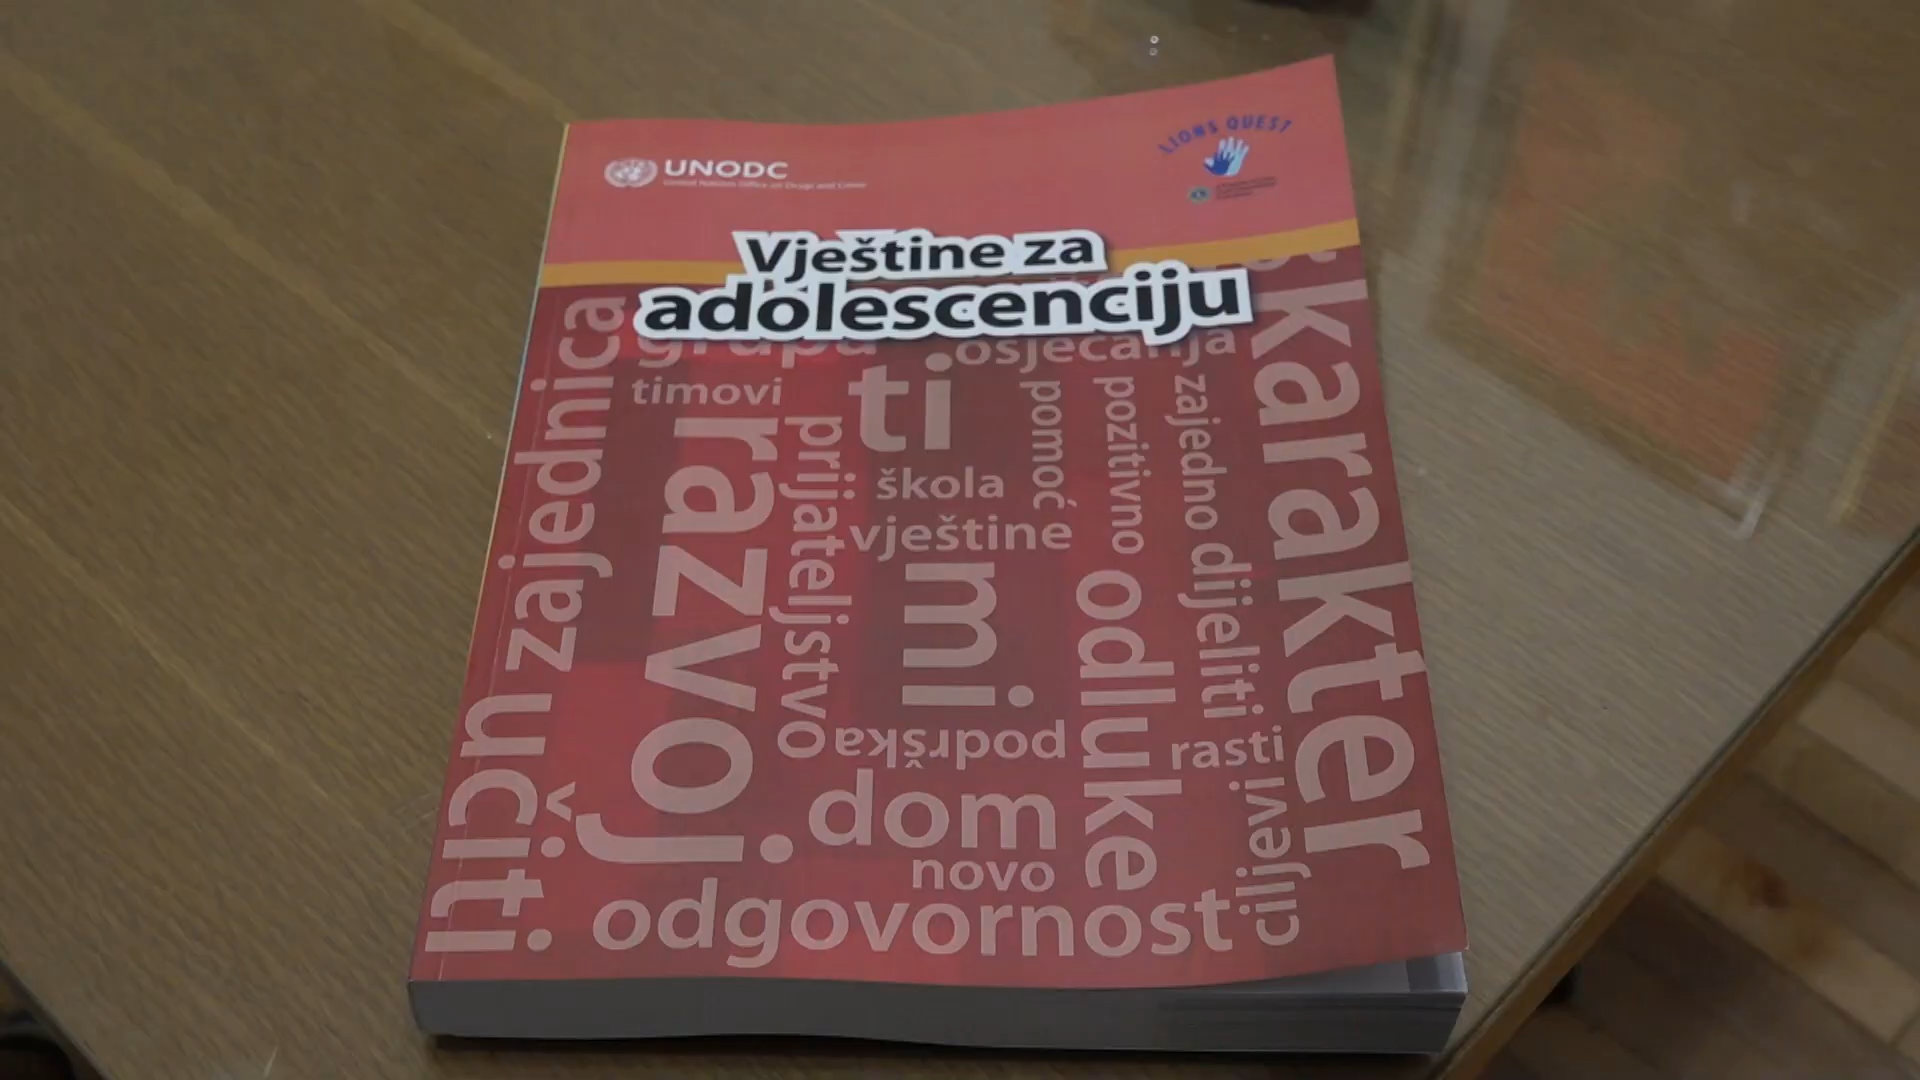 UNODC
United Nations Office on Drugs and Crime
LIONS QUEST
Vještine za
adolescenciju
grupa
osjećanja
timovi
ti
karakter
zajednica
učiti
razvoj
prijateljstvo
škola
vještine
mi
pomoć
pozitivno
odluke
zajedno
dijeliti
podrška
rasti
dom
ciljevi
novo
odgovornost